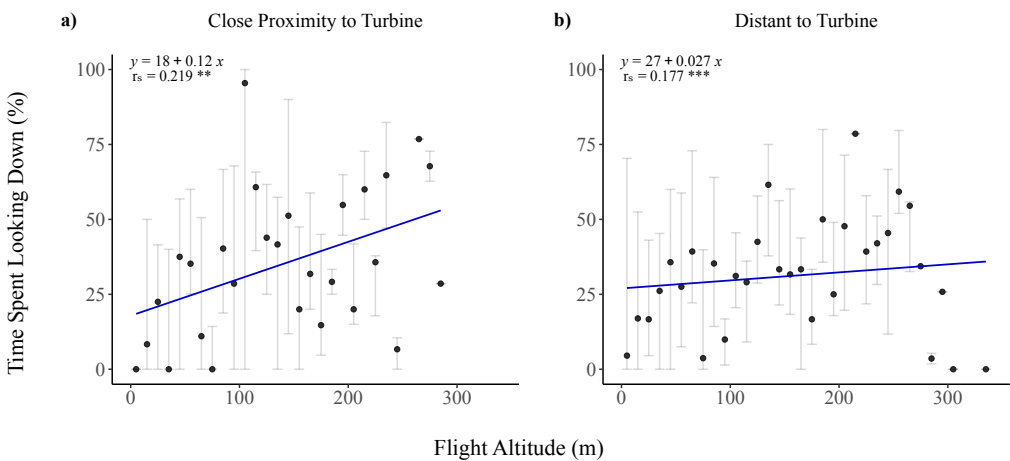 a)
Close Proximity to Turbine
y = 18 + 0.12 x
rₛ = 0.219 **
100
75
50
25
0
0
100
200
300
b)
Distant to Turbine
y = 27 + 0.027 x
rₛ = 0.177 ***
100
75
50
25
0
0
100
200
300
Time Spent Looking Down (%)
Flight Altitude (m)